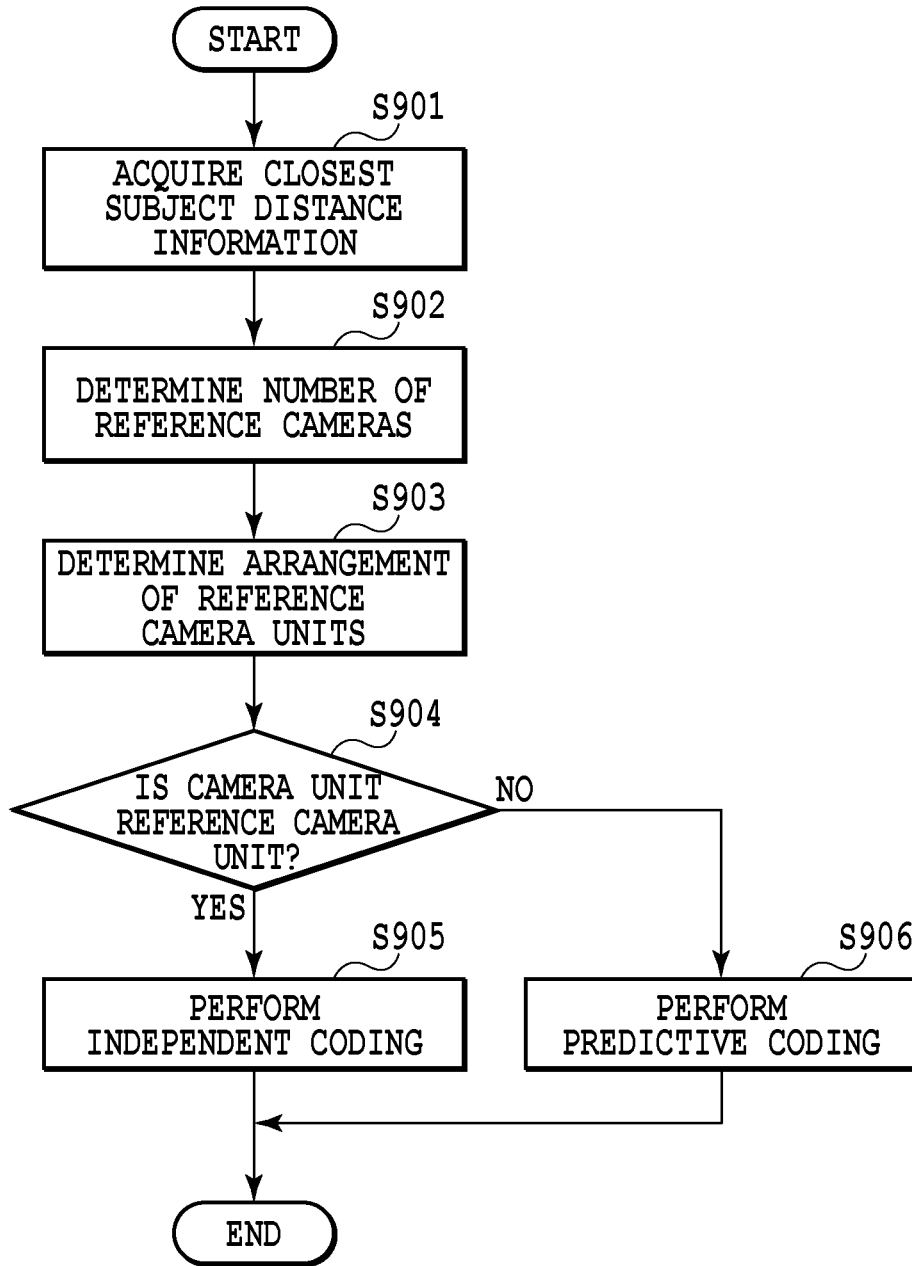 START
S901
ACQUIRE CLOSEST
SUBJECT DISTANCE
INFORMATION
S902
DETERMINE NUMBER OF
REFERENCE CAMERAS
S903
DETERMINE ARRANGEMENT
OF REFERENCE
CAMERA UNITS
S904
IS CAMERA UNIT
REFERENCE CAMERA
UNIT?
NO
YES
S905
PERFORM
INDEPENDENT CODING
S906
PERFORM
PREDICTIVE CODING
END